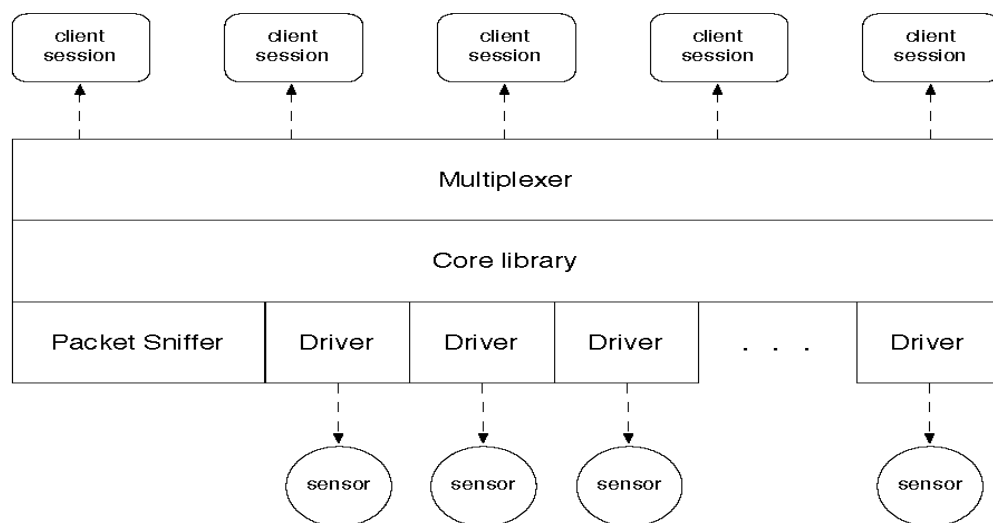 client
session
client
session
client
session
client
session
client
session
Multiplexer
Core library
Packet Sniffer
Driver
Driver
Driver
. . .
Driver
sensor
sensor
sensor
sensor